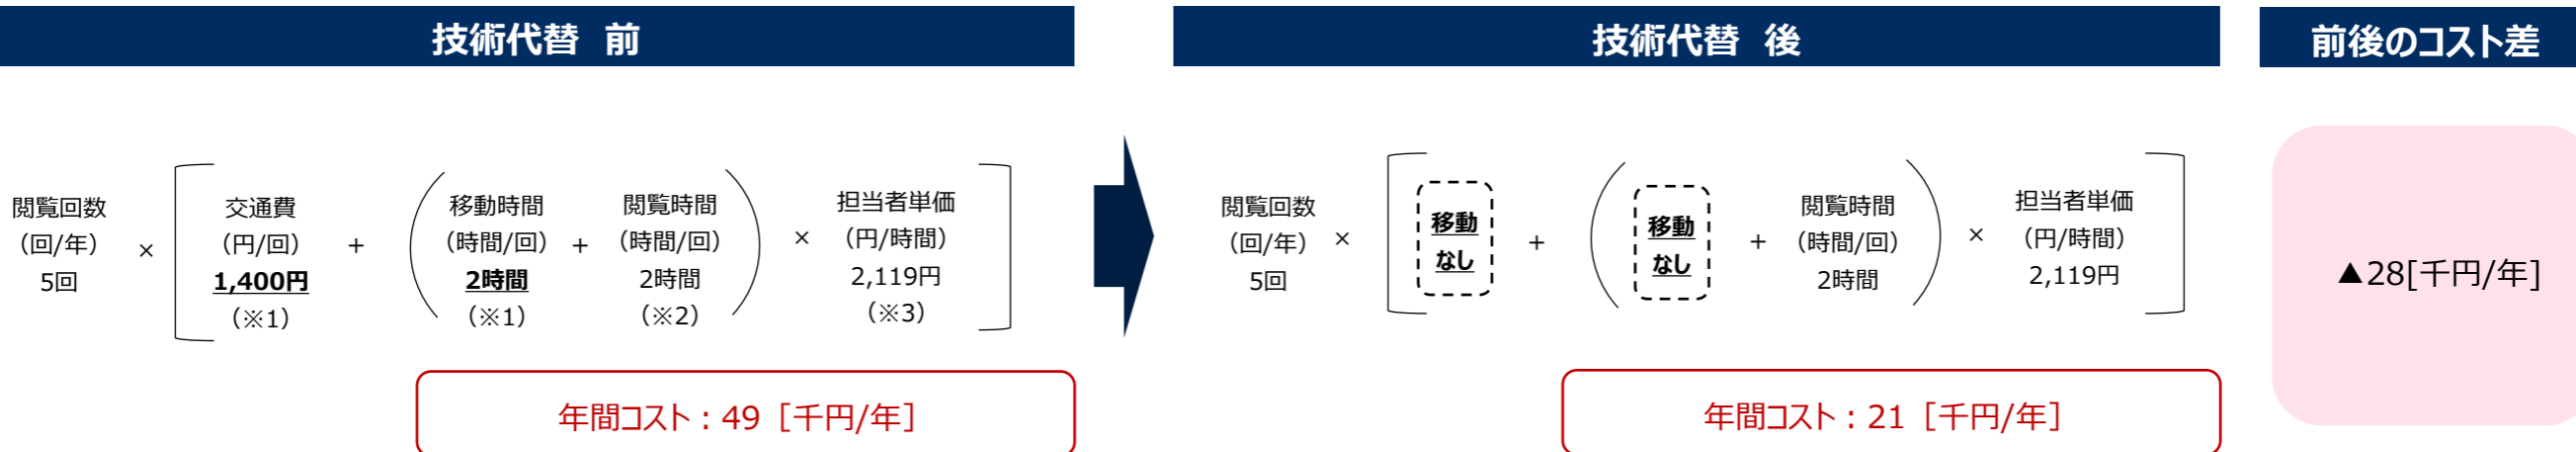 技術代替 前
閲覧回数
（回/年）
5回
×
交通費
（円/回）
1,400円
（※1）
+
移動時間
（時間/回）
2時間
（※1）
+
閲覧時間
（時間/回）
2時間
（※2）
×
担当者単価
（円/時間）
2,119円
（※3）
年間コスト：49［千円/年］
技術代替 後
閲覧回数
（回/年）
5回
×
移動
なし
+
移動
なし
+
閲覧時間
（時間/回）
2時間
×
担当者単価
（円/時間）
2,119円
年間コスト：21［千円/年］
前後のコスト差
▲28[千円/年]